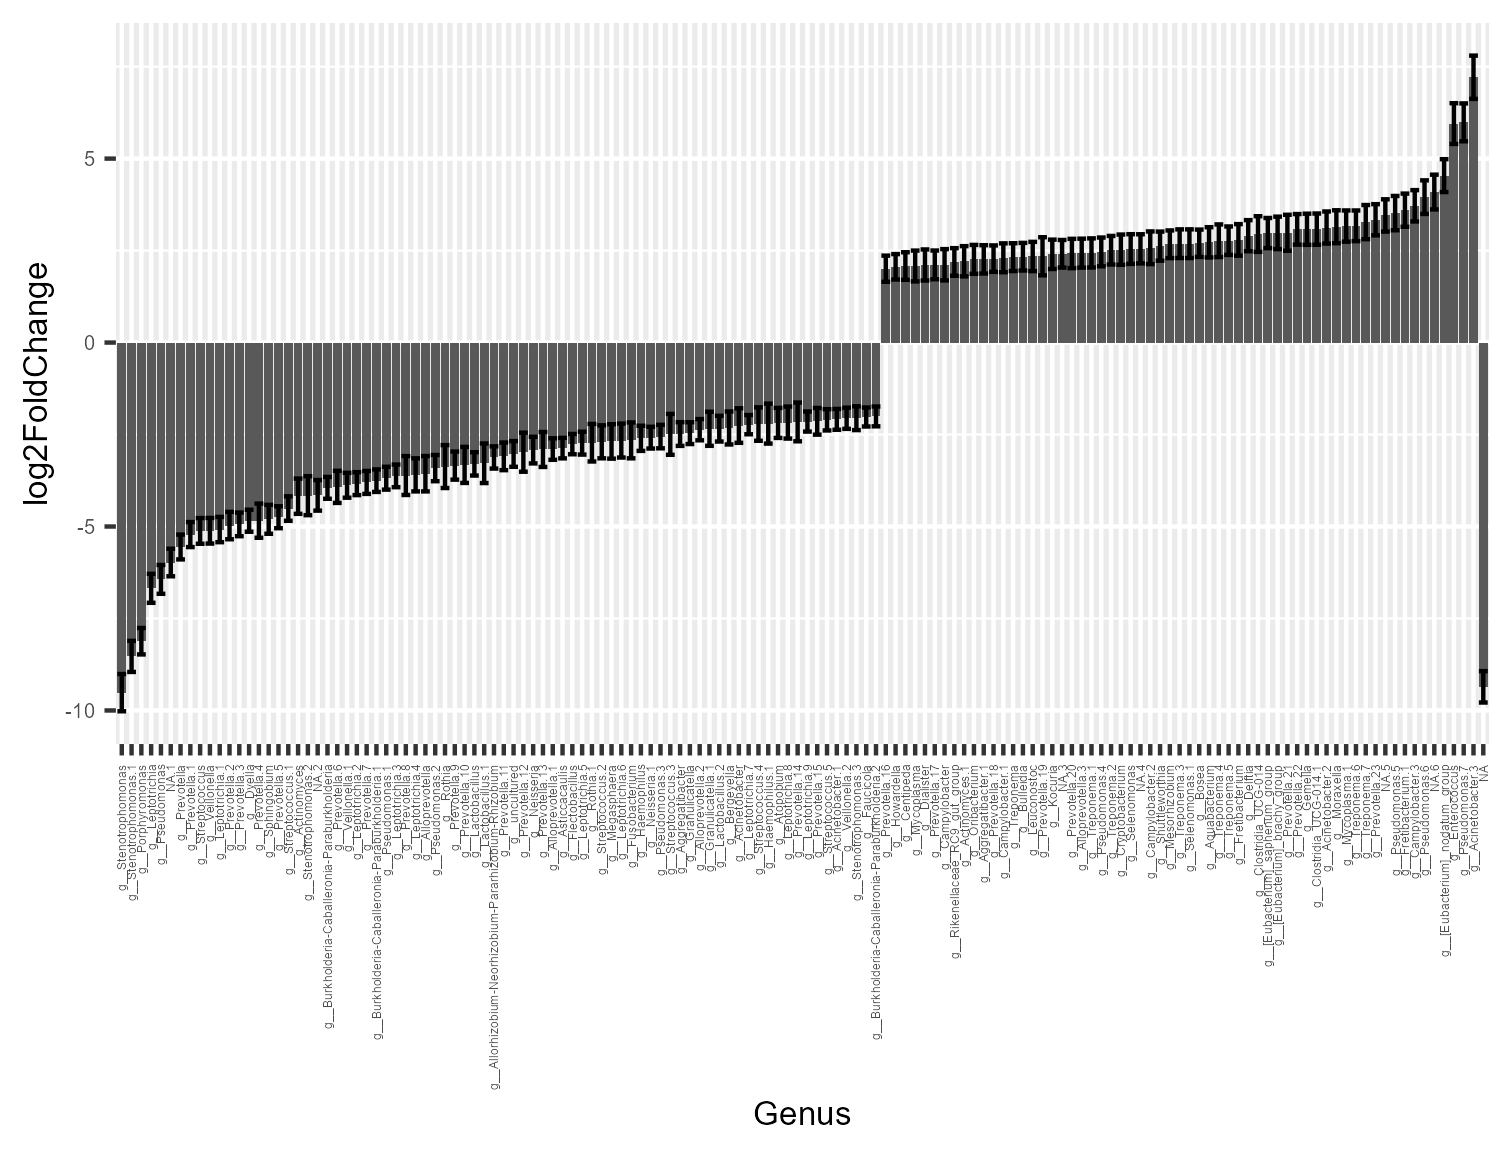 log2FoldChange
5
0
-5
-10
g__Stenotrophomonas
g__Stenotrophomonas.1
g__Porphyromonas
g__Leptotrichia
g__Pseudomonas
NA.1
g__Prevotella
g__Prevotella.1
g__Streptococcus
g__Veillonella
g__Leptotrichia.1
g__Prevotella.2
g__Prevotella.3
g__Dyella
g__Prevotella.4
g__Sphingobium
g__Prevotella.5
g__Streptococcus.1
g__Actinomyces
g__Stenotrophomonas.2
NA.2
g__Burkholderia-Caballeronia-Paraburkholderia
g__Prevotella.6
g__Veillonella.1
g__Leptotrichia.2
g__Prevotella.7
g__Burkholderia-Caballeronia-Paraburkholderia.1
g__Pseudomonas.1
g__Leptotrichia.3
g__Prevotella.8
g__Leptotrichia.4
g__Alloprevotella
g__Pseudomonas.2
g__Rothia
g__Prevotella.9
g__Prevotella.10
g__Lactobacillus
g__Lactobacillus.1
g__Allorhizobium-Neorhizobium-Pararhizobium-Rhizobium
g__Prevotella.11
g__uncultured
g__Prevotella.12
g__Neisseria
g__Prevotella.13
g__Alloprevotella.1
g__Asticcacaulis
g__Flectobacillus
g__Leptotrichia.5
g__Rothia.1
g__Streptococcus.2
g__Megasphaera
g__Leptotrichia.6
g__Fusobacterium
g__Haemophilus
g__Neisseria.1
g__Pseudomonas.3
g__Streptococcus.3
g__Aggregatibacter
g__Granulicatella
g__Alloprevotella.2
g__Granulicatella.1
g__Lactobacillus.2
g__Bergeyella
g__Acinetobacter
g__Leptotrichia.7
g__Streptococcus.4
g__Haemophilus.1
g__Atopobium
g__Leptotrichia.8
g__Prevotella.14
g__Leptotrichia.9
g__Prevotella.15
g__Streptococcus.5
g__Acinetobacter.1
g__Veillonella.2
g__Stenotrophomonas.3
g__Faucicola
g__Burkholderia-Caballeronia-Paraburkholderia.2
g__Prevotella.16
g__Howardella
g__Centipeda
g__Mycoplasma
g__Dialister
g__Prevotella.17
g__Campylobacter
g__Rikenellaceae_RC9_gut_group
g__Actinomyces.1
g__Oribacterium
g__Aggregatibacter.1
g__Prevotella.18
g__Campylobacter.1
g__Treponema
g__Bulleidia
g__Leuconostoc
g__Prevotella.19
g__Kocuria
NA.3
g__Prevotella.20
g__Alloprevotella.3
g__Treponema.1
g__Pseudomonas.4
g__Treponema.2
g__Cryptobacterium
g__Selenomonas
NA.4
g__Campylobacter.2
g__Shuttleworthia
g__Mesorhizobium
g__Treponema.3
g__Selenomonas.1
g__Bosea
g__Aquabacterium
g__Treponema.4
g__Treponema.5
g__Fretibacterium
g__Delftia
g__Clostridia_UCG-014
g__[Eubacterium]_saphenum_group
g__[Eubacterium]_brachy_group
g__Prevotella.21
g__Prevotella.22
g__Gemella
g__Clostridia_UCG-014.1
g__Acinetobacter.2
g__Moraxella
g__Mycoplasma.1
g__Treponema.6
g__Treponema.7
g__Prevotella.23
NA.5
g__Pseudomonas.5
g__Fretibacterium.1
g__Campylobacter.3
g__Pseudomonas.6
NA.6
g__[Eubacterium]_nodatum_group
g__Enterococcus
g__Pseudomonas.7
g__Acinetobacter.3
NA
Genus